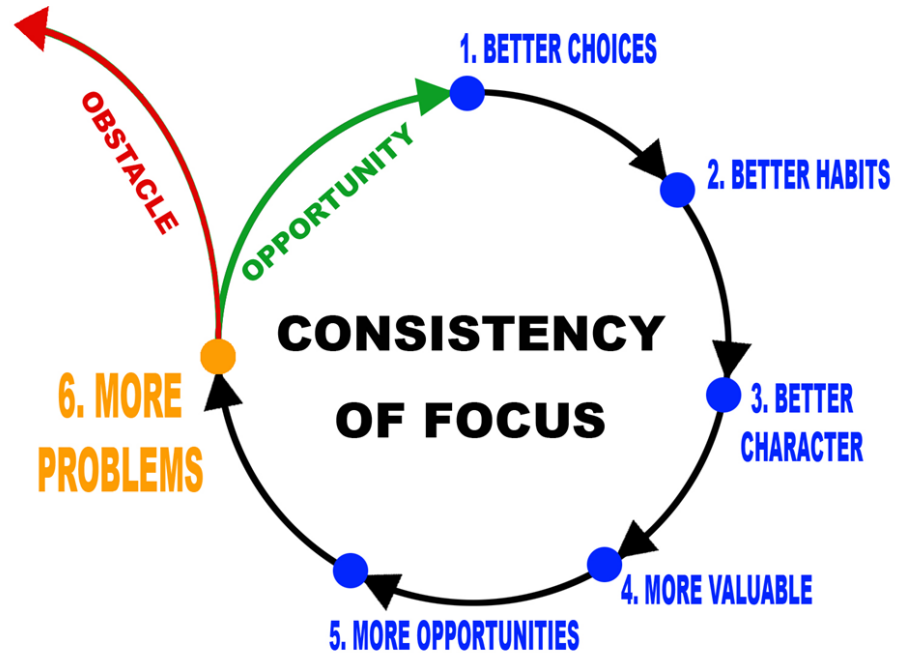 1. BETTER CHOICES
2. BETTER HABITS
3. BETTER
CHARACTER
4. MORE VALUABLE
5. MORE OPPORTUNITIES
6. MORE
PROBLEMS
OBSTACLE
OPPORTUNITY
CONSISTENCY
OF FOCUS